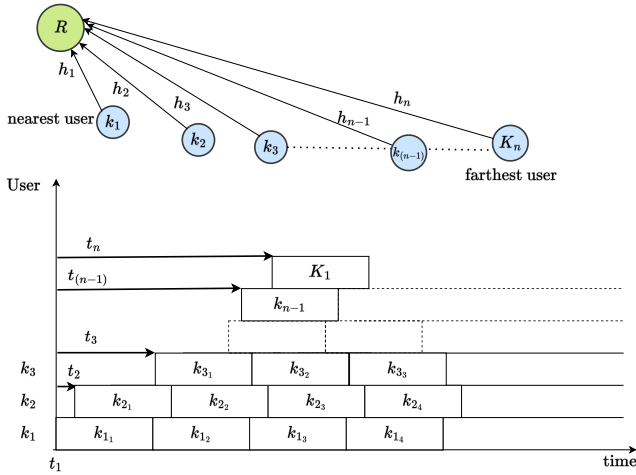 R
h₁
h₂
h₃
hₙ₋₁
hₙ
nearest user
k₁
k₂
k₃
k₍ₙ₋₁₎
Kₙ
farthest user
User
tₙ
K₁
t₍ₙ₋₁₎
kₙ₋₁
t₃
k₃
t₂
k₃₁
k₃₂
k₃₃
k₂
k₂₁
k₂₂
k₂₃
k₂₄
k₁
k₁₁
k₁₂
k₁₃
k₁₄
t₁
time